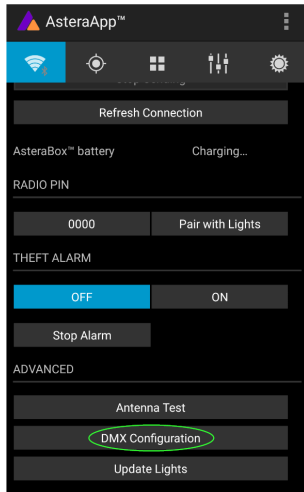 AsteraApp™
Refresh Connection
AsteraBox™ battery Charging...
RADIO PIN
0000 Pair with Lights
THEFT ALARM
OFF ON
Stop Alarm
ADVANCED
Antenna Test
DMX Configuration
Update Lights